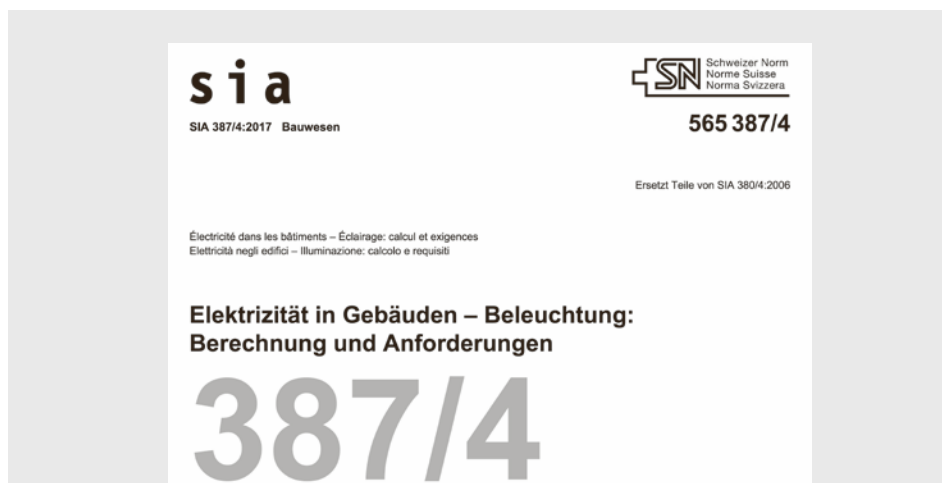 sia
SN
Schweizer Norm
Norme Suisse
Norma Svizzera
SIA 387/4:2017 Bauwesen
565 387/4
Ersetzt Teile von SIA 380/4:2006
Électricité dans les bâtiments – Éclairage: calcul et exigences
Elettricità negli edifici – Illuminazione: calcolo e requisiti
Elektrizität in Gebäuden – Beleuchtung:
Berechnung und Anforderungen
387/4